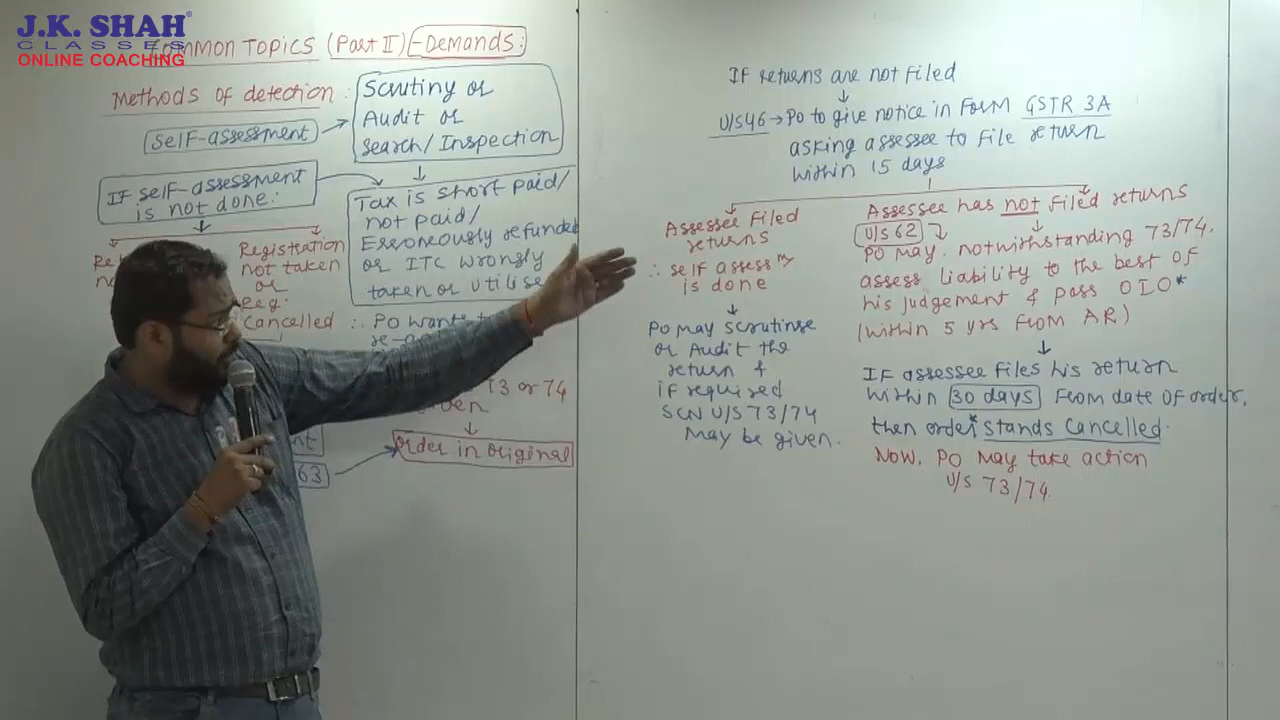 J.K. SHAH®
CLASSES
ONLINE COACHING
COMMON TOPICS (Part II) - Demands:
Methods of detection :
Self-assessment
Scrutiny or
Audit or
Search/Inspection
If self-assessment
is not done:
Tax is short paid/
not paid/
Erroneously refunded
or ITC wrongly
taken or utilise
Registration
not taken
or
Reg.
Cancelled
∴ PO wants t
73 or 74
Order in original
63
If returns are not filed
U/S 46 → PO to give notice in Form GSTR 3A
asking assessee to file return
within 15 days
Assessee filed
returns
∴ self assessmt
is done
PO may scrutinse
or Audit the
return &
if required
SCN U/S 73/74
may be given.
Assessee has not filed returns
U/S 62
PO may, notwithstanding 73/74,
assess liability to the best of
his judgement & pass OIO*
(within 5 yrs from AR)
If assessee files his return
within 30 days from date of order,
then order* stands cancelled.
Now, PO may take action
U/S 73/74